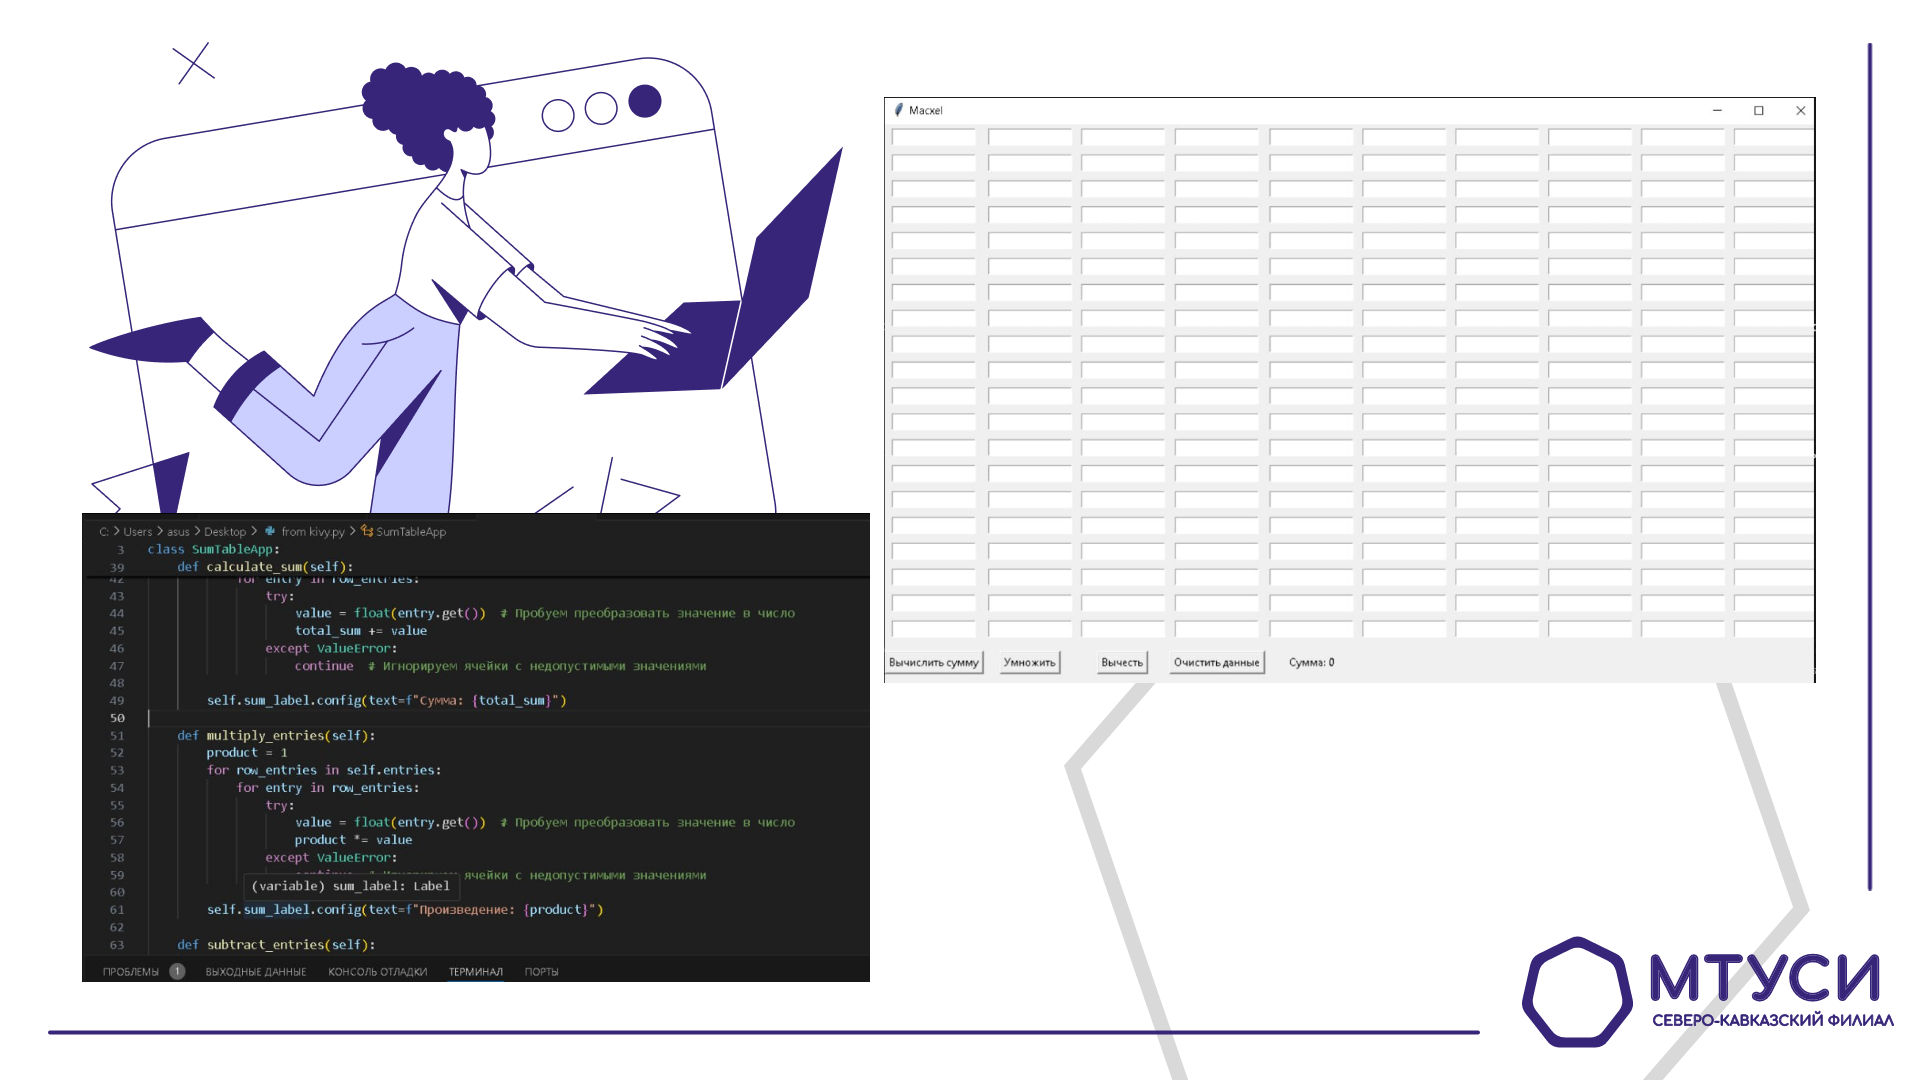 Macxel
Вычислить сумму Умножить Вычесть Очистить данные Сумма: 0
C: > Users > asus > Desktop > from kivy.py > SumTableApp
3 class SumTableApp:
39 def calculate_sum(self):
42 for entry in row_entries:
43 try:
44 value = float(entry.get()) # Пробуем преобразовать значение в число
45 total_sum += value
46 except ValueError:
47 continue # Игнорируем ячейки с недопустимыми значениями
48
49 self.sum_label.config(text=f"Сумма: {total_sum}")
50
51 def multiply_entries(self):
52 product = 1
53 for row_entries in self.entries:
54 for entry in row_entries:
55 try:
56 value = float(entry.get()) # Пробуем преобразовать значение в число
57 product *= value
58 except ValueError:
59 ячейки с недопустимыми значениями
(variable) sum_label: Label
60
61 self.sum_label.config(text=f"Произведение: {product}")
62
63 def subtract_entries(self):
ПРОБЛЕМЫ 1 ВЫХОДНЫЕ ДАННЫЕ КОНСОЛЬ ОТЛАДКИ ТЕРМИНАЛ ПОРТЫ
МТУСИ
СЕВЕРО-КАВКАЗСКИЙ ФИЛИАЛ